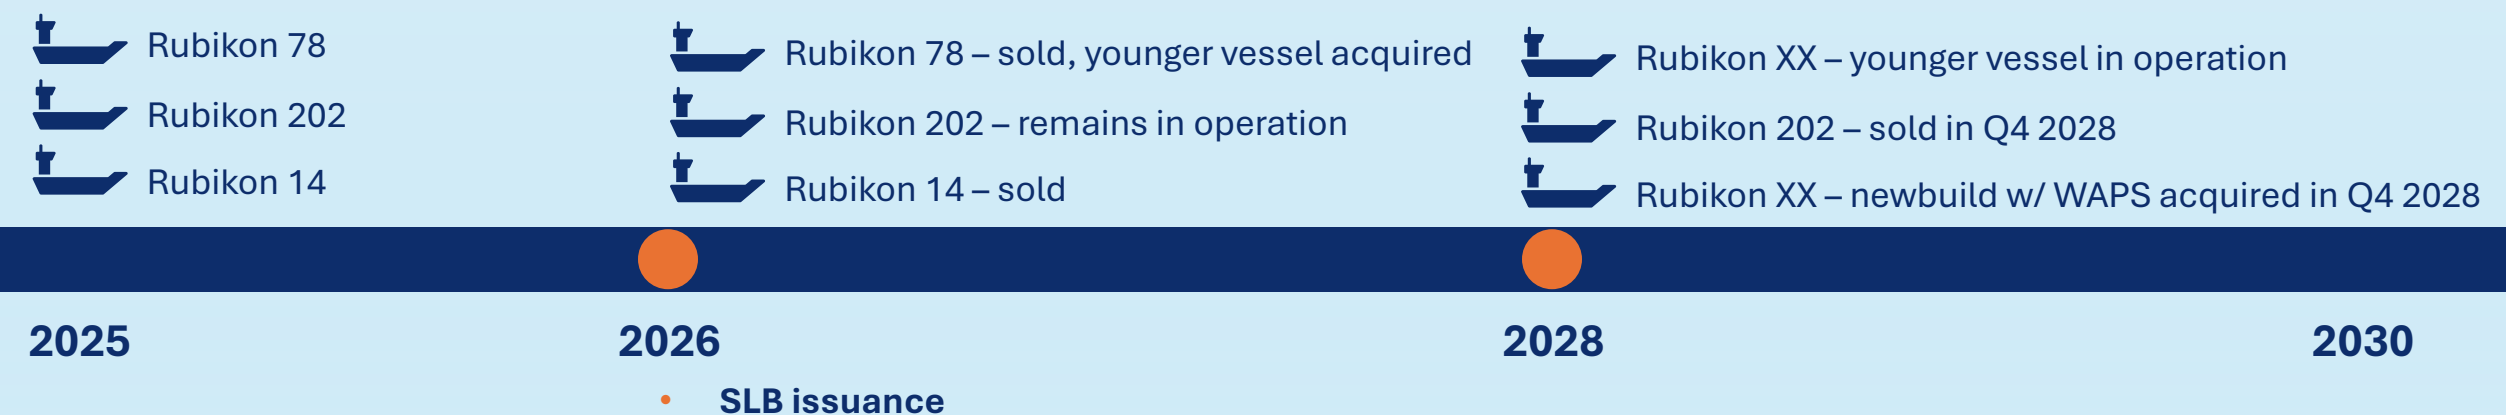 Rubikon 78
Rubikon 202
Rubikon 14
Rubikon 78 – sold, younger vessel acquired
Rubikon 202 – remains in operation
Rubikon 14 – sold
Rubikon XX – younger vessel in operation
Rubikon 202 – sold in Q4 2028
Rubikon XX – newbuild w/ WAPS acquired in Q4 2028
2025
2026
2028
2030
• SLB issuance